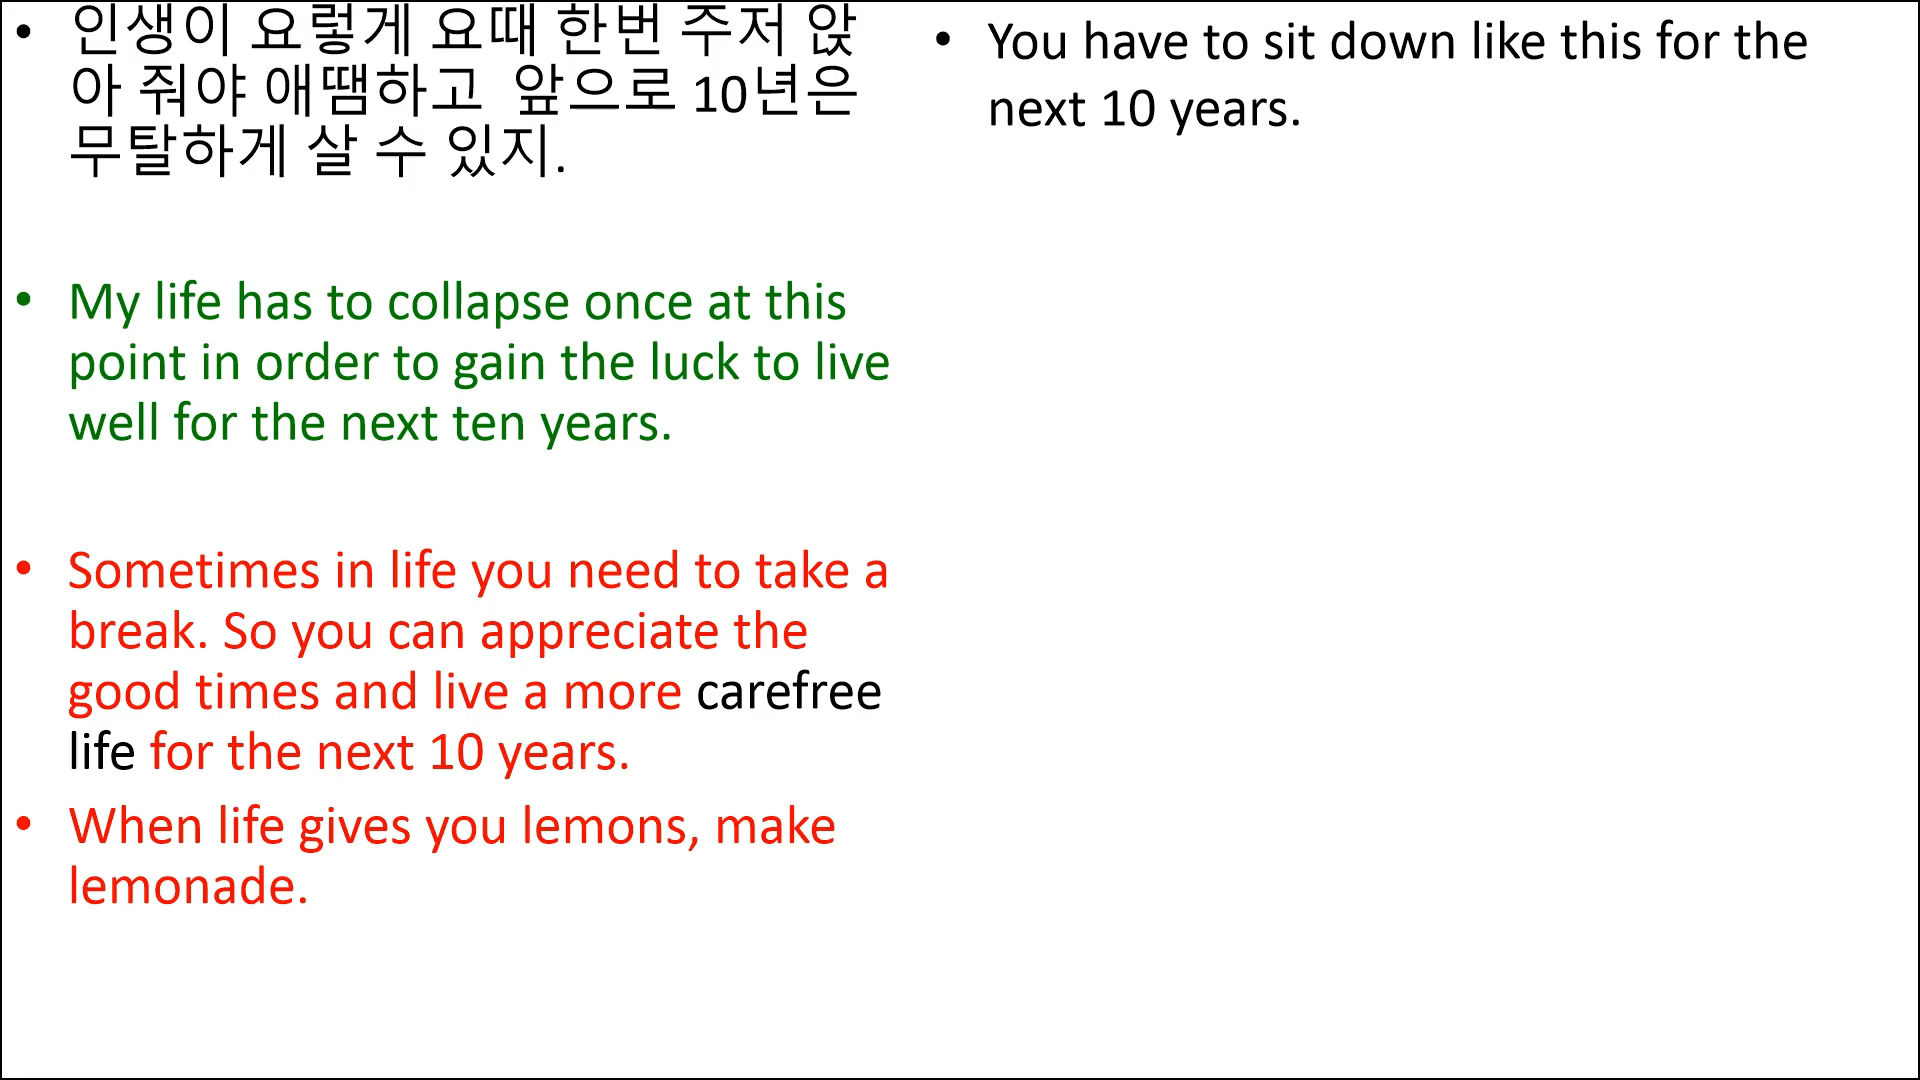 • 인생이 요렇게 요때 한번 주저 앉
아 줘야 애땜하고 앞으로 10년은
무탈하게 살 수 있지.
• My life has to collapse once at this
point in order to gain the luck to live
well for the next ten years.
• Sometimes in life you need to take a
break. So you can appreciate the
good times and live a more carefree
life for the next 10 years.
• When life gives you lemons, make
lemonade.
• You have to sit down like this for the
next 10 years.